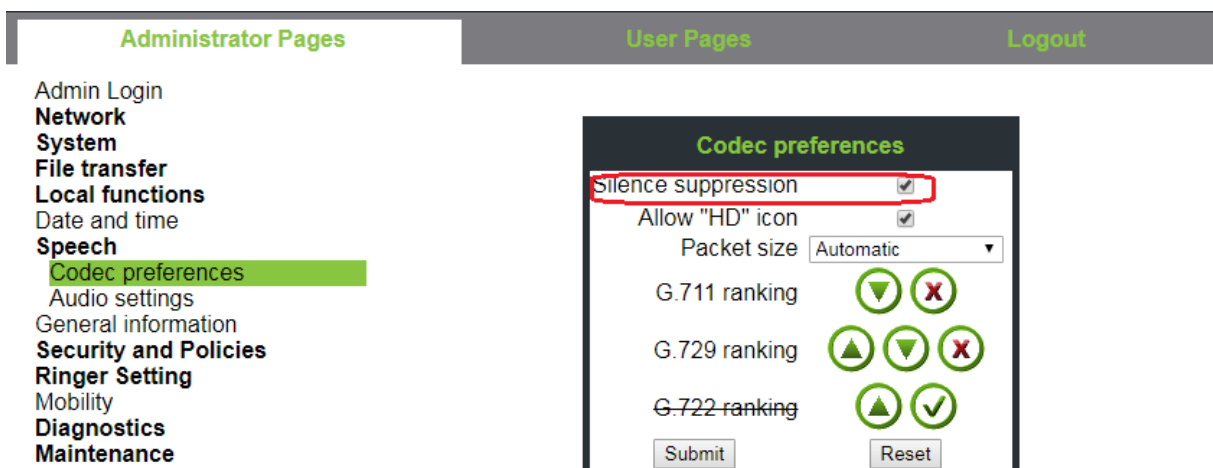 Administrator Pages User Pages Logout
Admin Login
Network
System
File transfer
Local functions
Date and time
Speech
Codec preferences
Audio settings
General information
Security and Policies
Ringer Setting
Mobility
Diagnostics
Maintenance
Codec preferences
Silence suppression
Allow "HD" icon
Packet size Automatic
G.711 ranking
G.729 ranking
G.722 ranking
Submit Reset